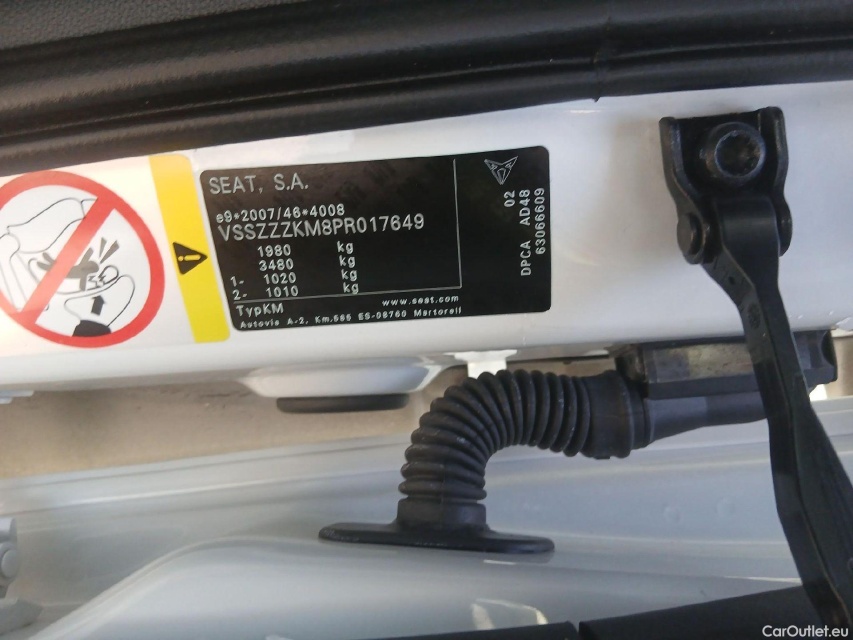 SEAT, S.A.
e9*2007/46*4008
VSSZZZKM8PR017649
1980 kg
3480 kg
1- 1020 kg
2- 1010 kg
TypKM
www.seat.com
Autovia A-2, Km.585 ES-08760 Martorell
02
DPCA AD48
63066609
CarOutlet.eu